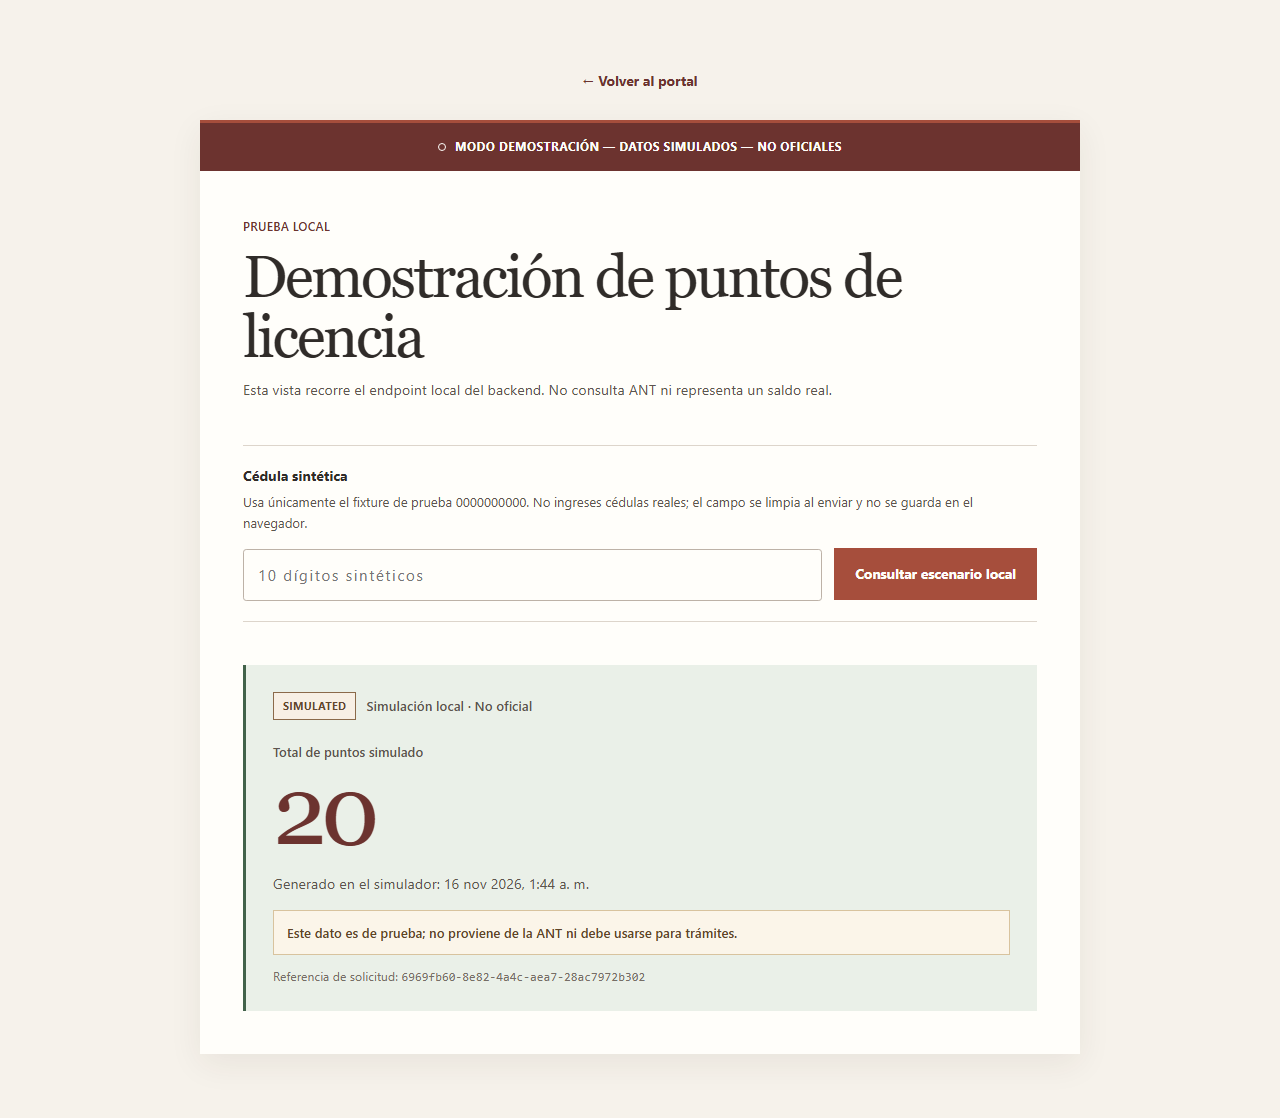 ← Volver al portal
MODO DEMOSTRACIÓN — DATOS SIMULADOS — NO OFICIALES
PRUEBA LOCAL
Demostración de puntos de
licencia
Esta vista recorre el endpoint local del backend. No consulta ANT ni representa un saldo real.
Cédula sintética
Usa únicamente el fixture de prueba 0000000000. No ingreses cédulas reales; el campo se limpia al enviar y no se guarda en el
navegador.
10 dígitos sintéticos
Consultar escenario local
SIMULATED Simulación local · No oficial
Total de puntos simulado
20
Generado en el simulador: 16 nov 2026, 1:44 a. m.
Este dato es de prueba; no proviene de la ANT ni debe usarse para trámites.
Referencia de solicitud: 6969fb60-8e82-4a4c-aea7-28ac7972b302